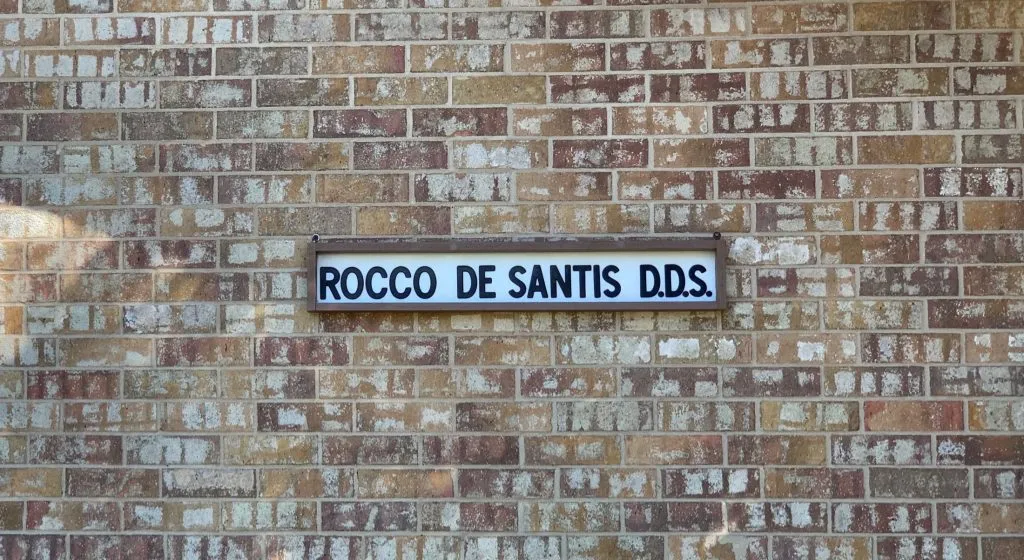 ROCCO DE SANTIS D.D.S.